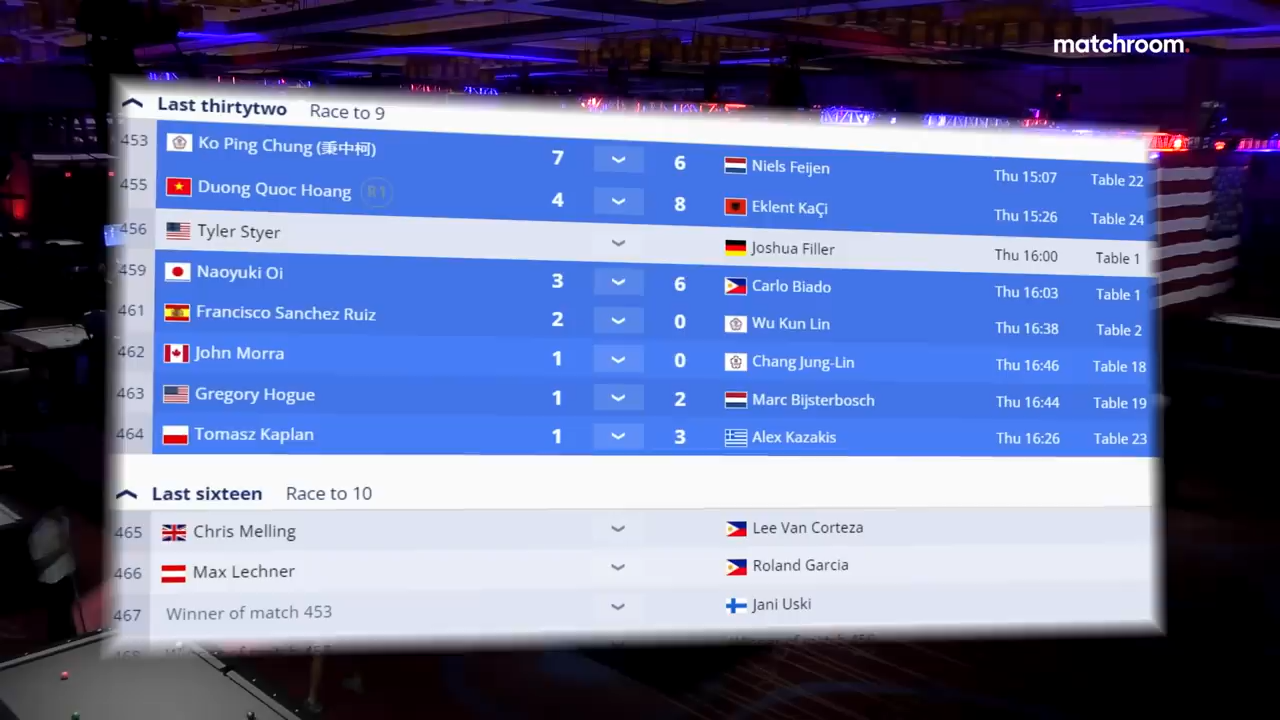 matchroom.
Last thirtytwo Race to 9
453 Ko Ping Chung (秉中柯) 7 6 Niels Feijen Thu 15:07 Table 22
455 Duong Quoc Hoang R1 4 8 Eklent KaÇi Thu 15:26 Table 24
456 Tyler Styer Joshua Filler Thu 16:00 Table 1
459 Naoyuki Oi 3 6 Carlo Biado Thu 16:03 Table 1
461 Francisco Sanchez Ruiz 2 0 Wu Kun Lin Thu 16:38 Table 2
462 John Morra 1 0 Chang Jung-Lin Thu 16:46 Table 18
463 Gregory Hogue 1 2 Marc Bijsterbosch Thu 16:44 Table 19
464 Tomasz Kaplan 1 3 Alex Kazakis Thu 16:26 Table 23
Last sixteen Race to 10
465 Chris Melling Lee Van Corteza
466 Max Lechner Roland Garcia
467 Winner of match 453 Jani Uski